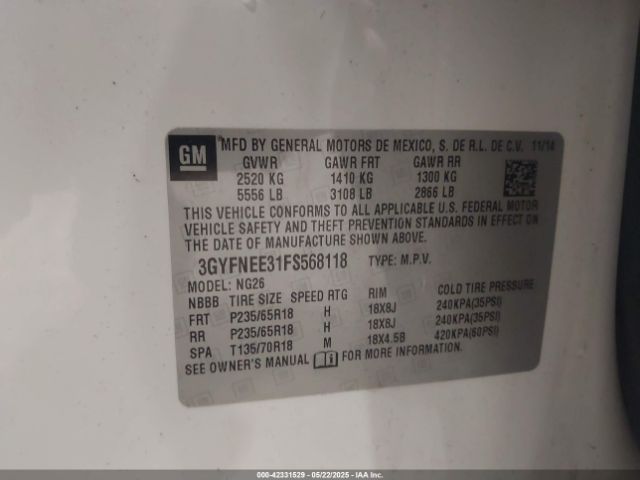 GM
MFD BY GENERAL MOTORS DE MEXICO, S. DE R.L. DE C.V. 11/14
GVWR GAWR FRT GAWR RR
2520 KG 1410 KG 1300 KG
5556 LB 3108 LB 2866 LB
THIS VEHICLE CONFORMS TO ALL APPLICABLE U.S. FEDERAL MOTOR
VEHICLE SAFETY AND THEFT PREVENTION STANDARDS IN EFFECT ON
THE DATE OF MANUFACTURE SHOWN ABOVE.
3GYFNEE31FS568118 TYPE: M.P.V.
MODEL: NG26
NBBB TIRE SIZE SPEED RTG RIM COLD TIRE PRESSURE
FRT P235/65R18 H 18X8J 240KPA(35PSI)
RR P235/65R18 H 18X8J 240KPA(35PSI)
SPA T135/70R18 M 18X4.5B 420KPA(60PSI)
SEE OWNER'S MANUAL FOR MORE INFORMATION.
000-42331529 - 05/22/2025 - IAA Inc.